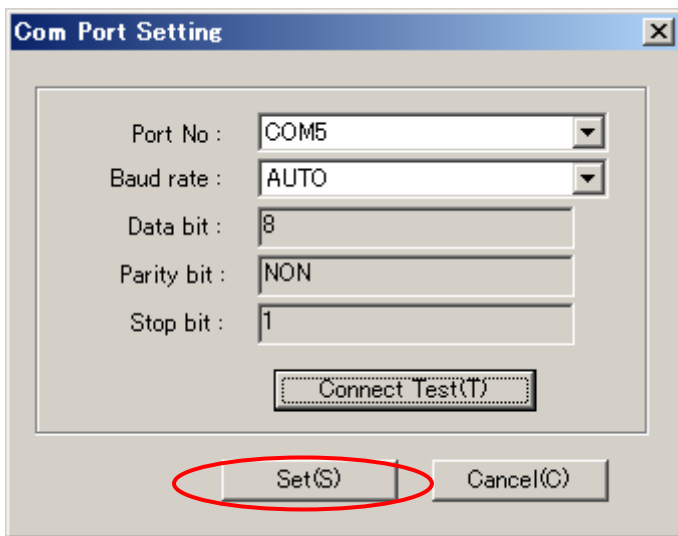 Com Port Setting
Port No : COM5
Baud rate : AUTO
Data bit : 8
Parity bit : NON
Stop bit : 1
Connect Test(T)
Set(S) Cancel(C)